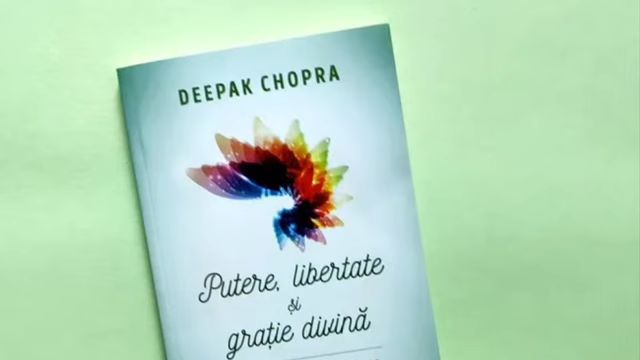 DEEPAK CHOPRA
Putere, libertate
și
grație divină